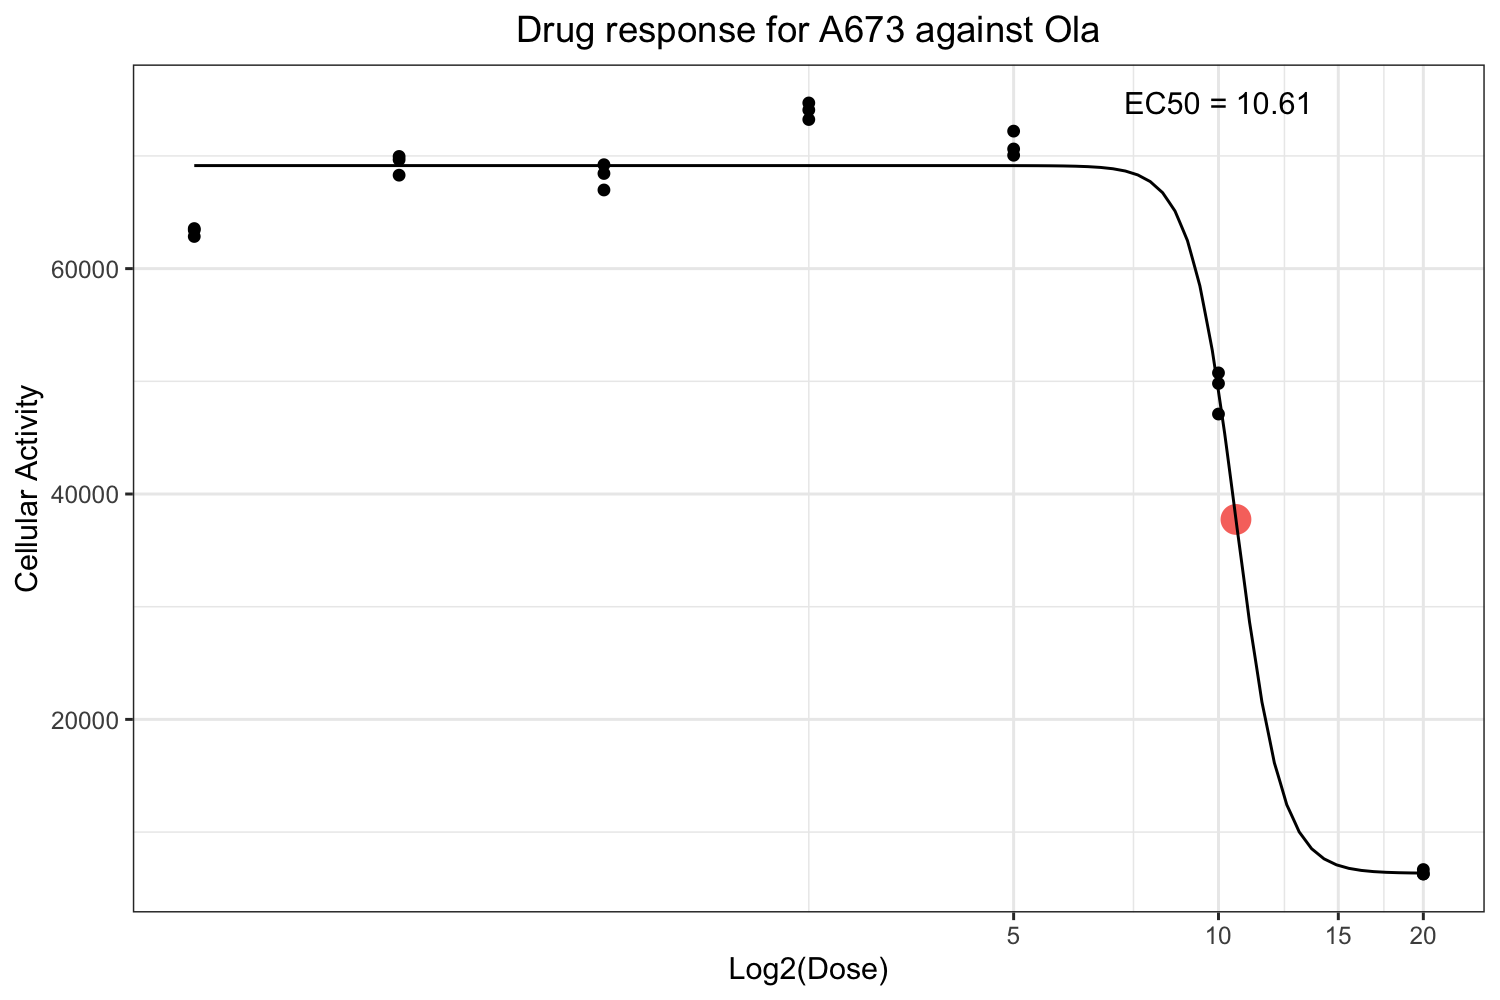 Drug response for A673 against Ola
EC50 = 10.61
Cellular Activity
60000
40000
20000
5
10
15
20
Log2(Dose)